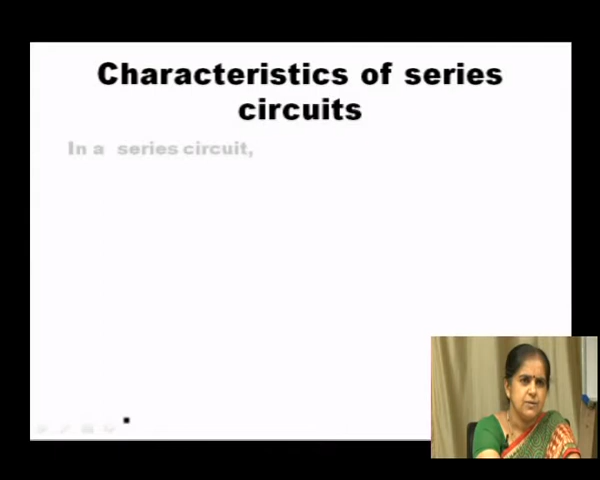 Characteristics of series
circuits
In a series circuit,